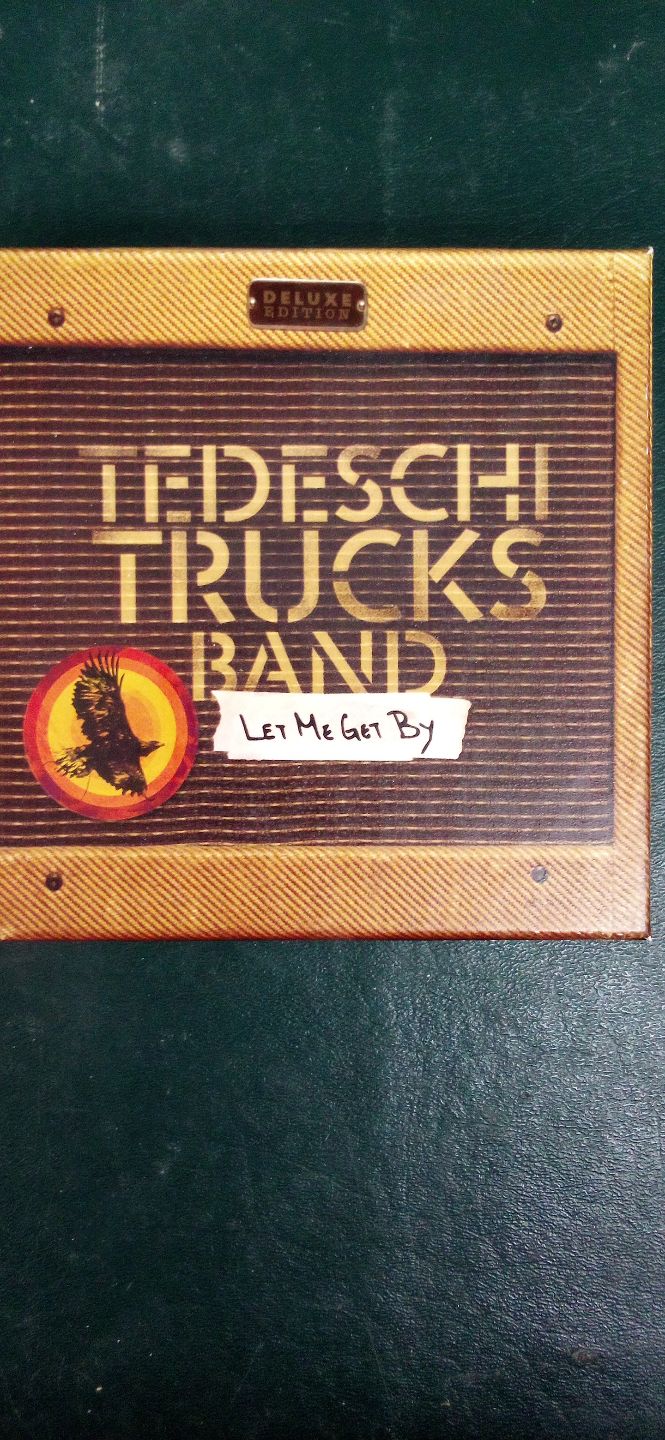 DELUXE
EDITION
TEDESCHI
TRUCKS
BAND
LET ME GET BY